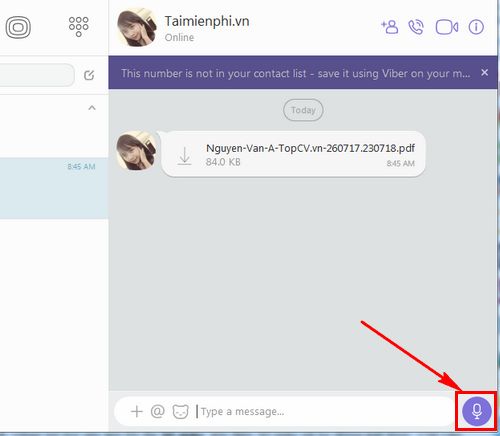 Taimienphi.vn
Online
This number is not in your contact list - save it using Viber on your m... ×
Today
8:45 AM
Nguyen-Van-A-TopCV.vn-260717.230718.pdf
84.0 KB
8:45 AM
Type a message...